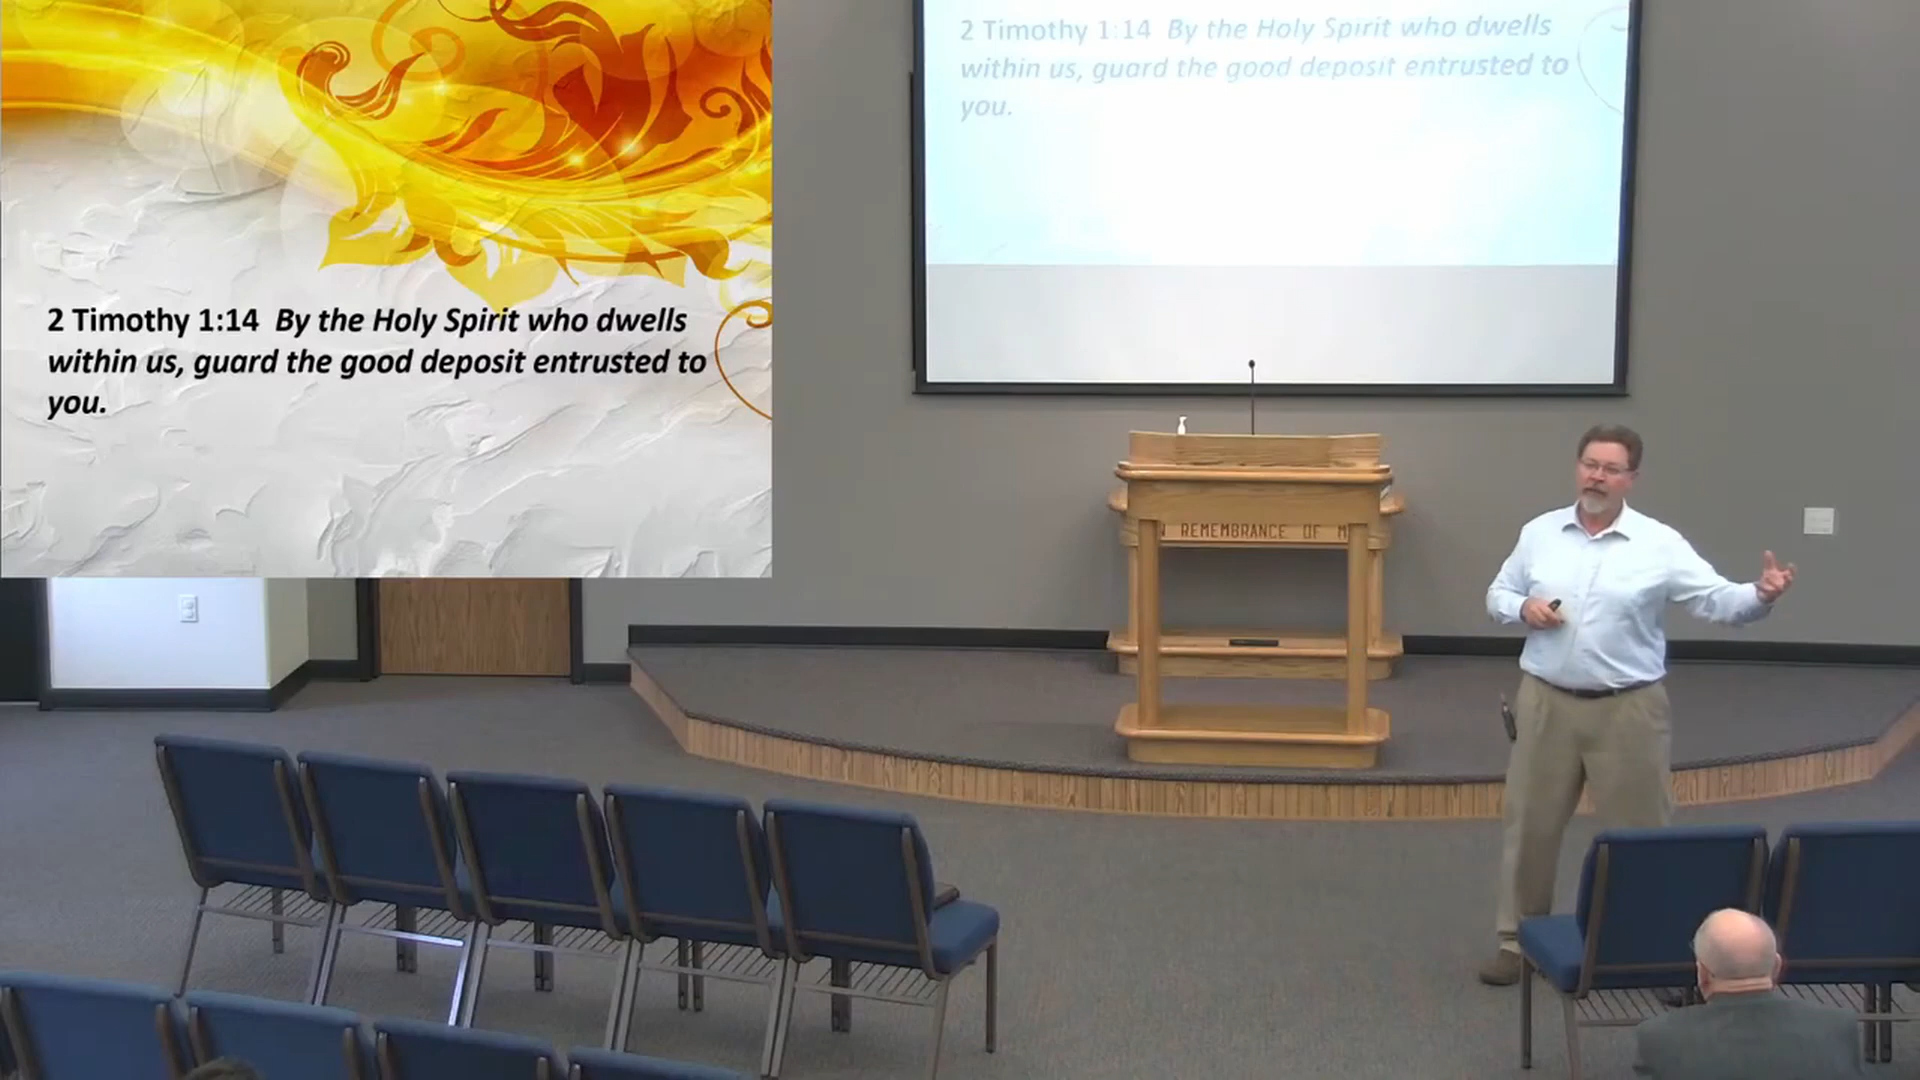 2 Timothy 1:14 By the Holy Spirit who dwells
within us, guard the good deposit entrusted to
you.
2 Timothy 1:14 By the Holy Spirit who dwells
within us, guard the good deposit entrusted to
you.
REMEMBRANCE OF